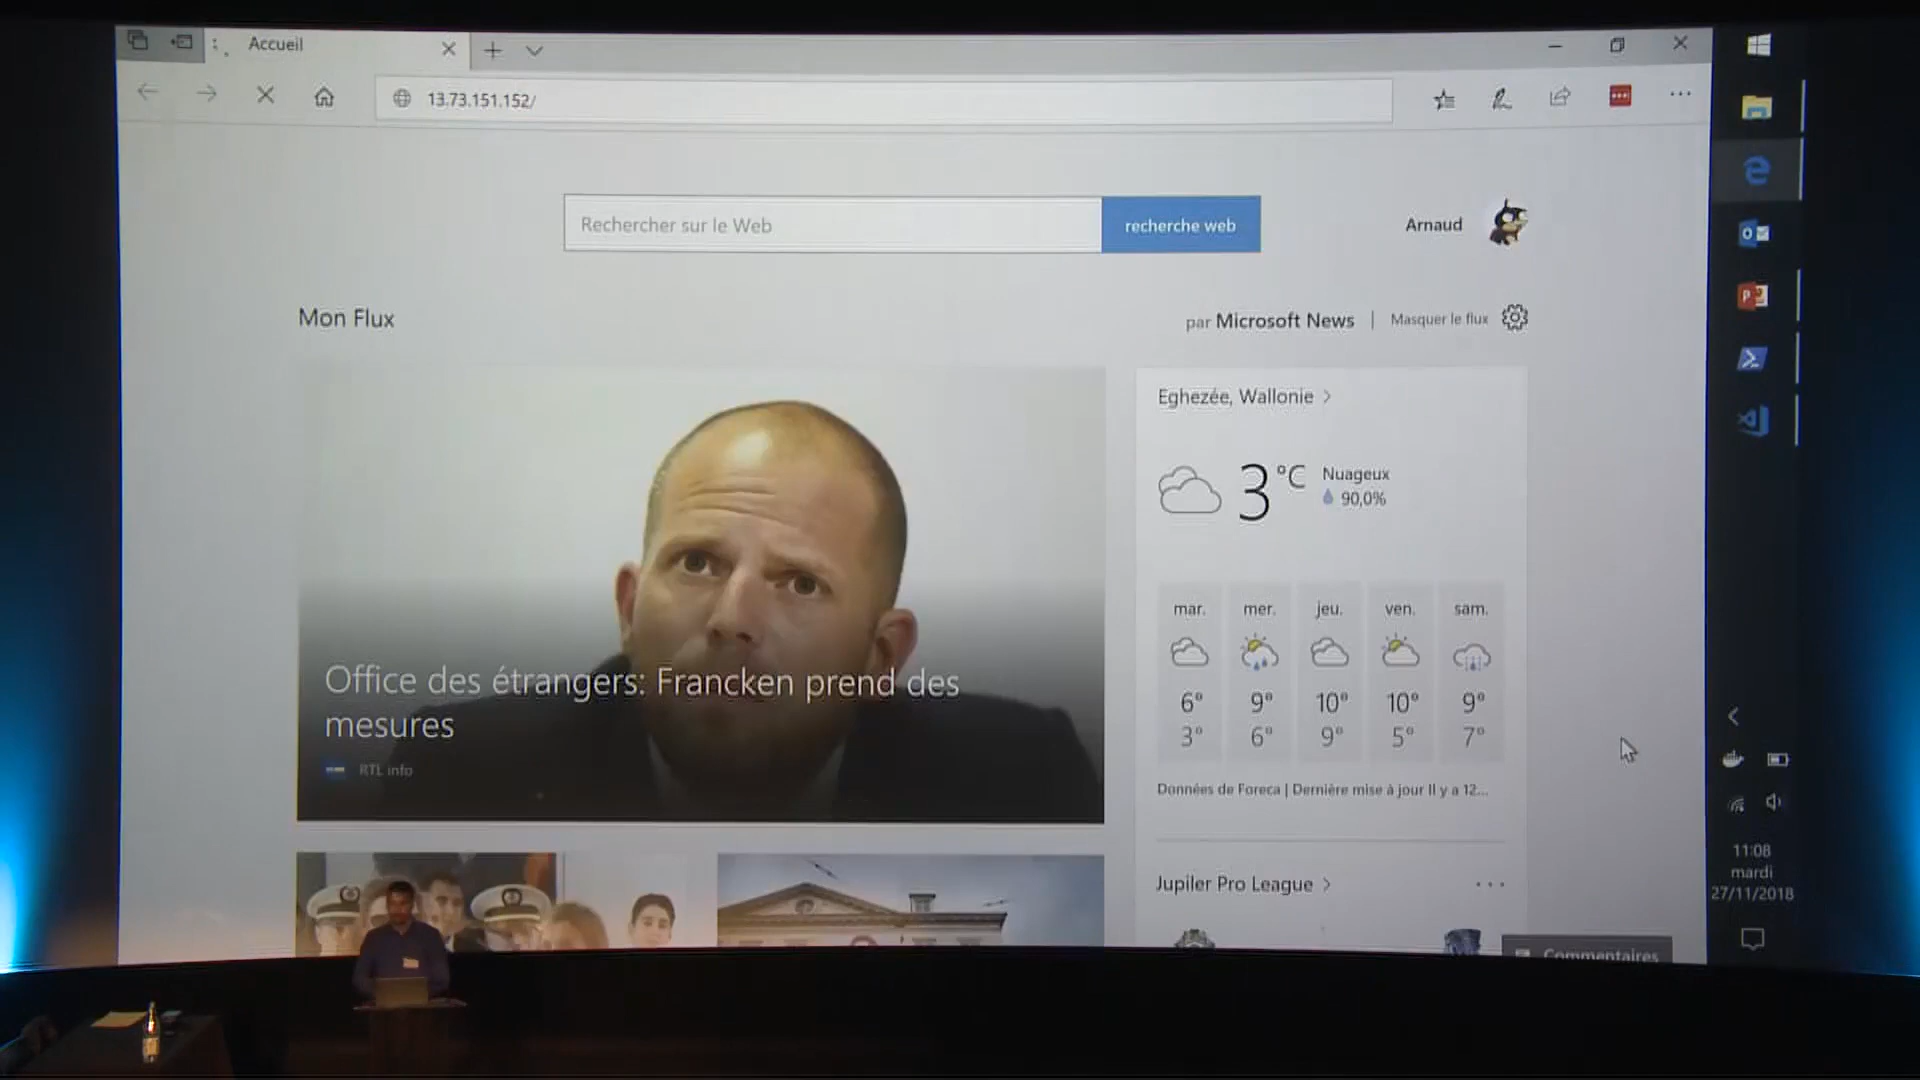 Accueil
13.73.151.152/
Rechercher sur le Web
recherche web
Arnaud
Mon Flux
par Microsoft News | Masquer le flux
Office des étrangers: Francken prend des
mesures
RTL info
Eghezée, Wallonie
3 °C
Nuageux
90,0%
mar. mer. jeu. ven. sam.
6° 9° 10° 10° 9°
3° 6° 9° 5° 7°
Données de Foreca | Dernière mise à jour Il y a 12...
Jupiler Pro League
Commentaires
11:08
mardi
27/11/2018